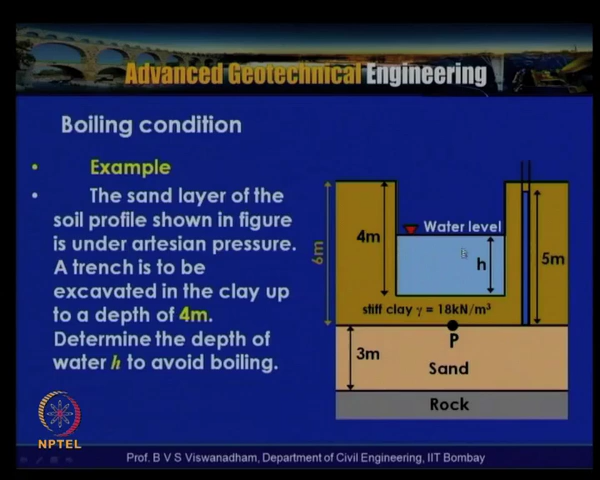 Advanced Geotechnical Engineering
Boiling condition
• Example
• The sand layer of the
soil profile shown in figure
is under artesian pressure.
A trench is to be
excavated in the clay up
to a depth of 4m.
Determine the depth of
water h to avoid boiling.
6m
4m
Water level
h
5m
stiff clay γ = 18kN/m³
P
3m
Sand
Rock
NPTEL
Prof. B V S Viswanadham, Department of Civil Engineering, IIT Bombay